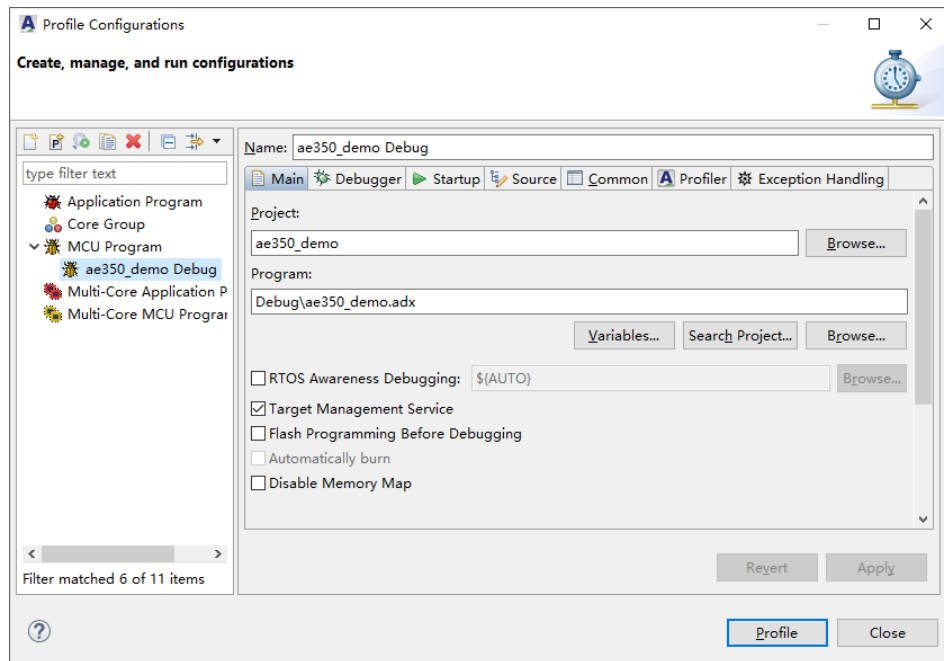 Profile Configurations
Create, manage, and run configurations
type filter text
Application Program
Core Group
MCU Program
ae350_demo Debug
Multi-Core Application P
Multi-Core MCU Program
Filter matched 6 of 11 items
Name: ae350_demo Debug
Main Debugger Startup Source Common Profiler Exception Handling
Project:
ae350_demo Browse...
Program:
Debug\ae350_demo.adx
Variables... Search Project... Browse...
RTOS Awareness Debugging: ${AUTO} Browse...
Target Management Service
Flash Programming Before Debugging
Automatically burn
Disable Memory Map
Revert Apply
Profile Close